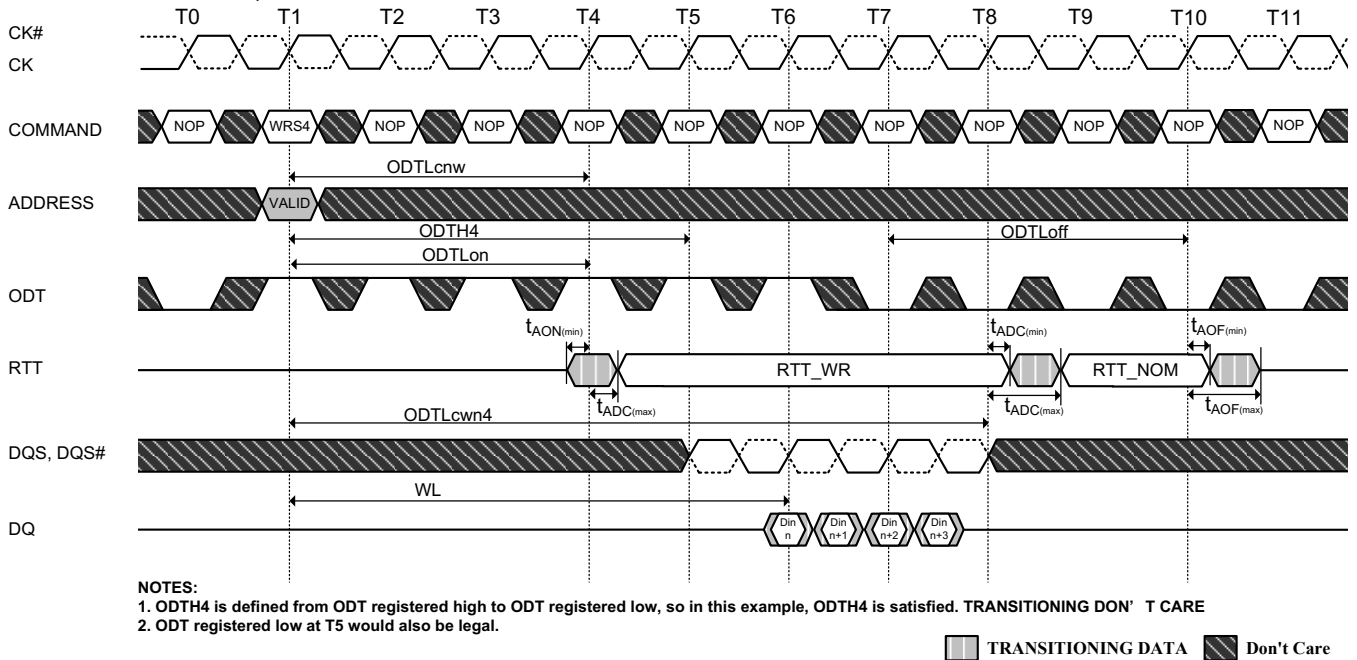 T0 T1 T2 T3 T4 T5 T6 T7 T8 T9 T10 T11
CK#
CK
COMMAND NOP WRS4 NOP NOP NOP NOP NOP NOP NOP NOP NOP NOP
ODTLcnw
ADDRESS VALID
ODTH4 ODTLoff
ODTLon
ODT
tAON(min) tADC(min) tAOF(min)
RTT RTT_WR RTT_NOM
tADC(max) tADC(max) tAOF(max)
ODTLcwn4
DQS, DQS#
WL
DQ Din n Din n+1 Din n+2 Din n+3
NOTES:
1. ODTH4 is defined from ODT registered high to ODT registered low, so in this example, ODTH4 is satisfied. TRANSITIONING DON’ T CARE
2. ODT registered low at T5 would also be legal.
TRANSITIONING DATA Don't Care